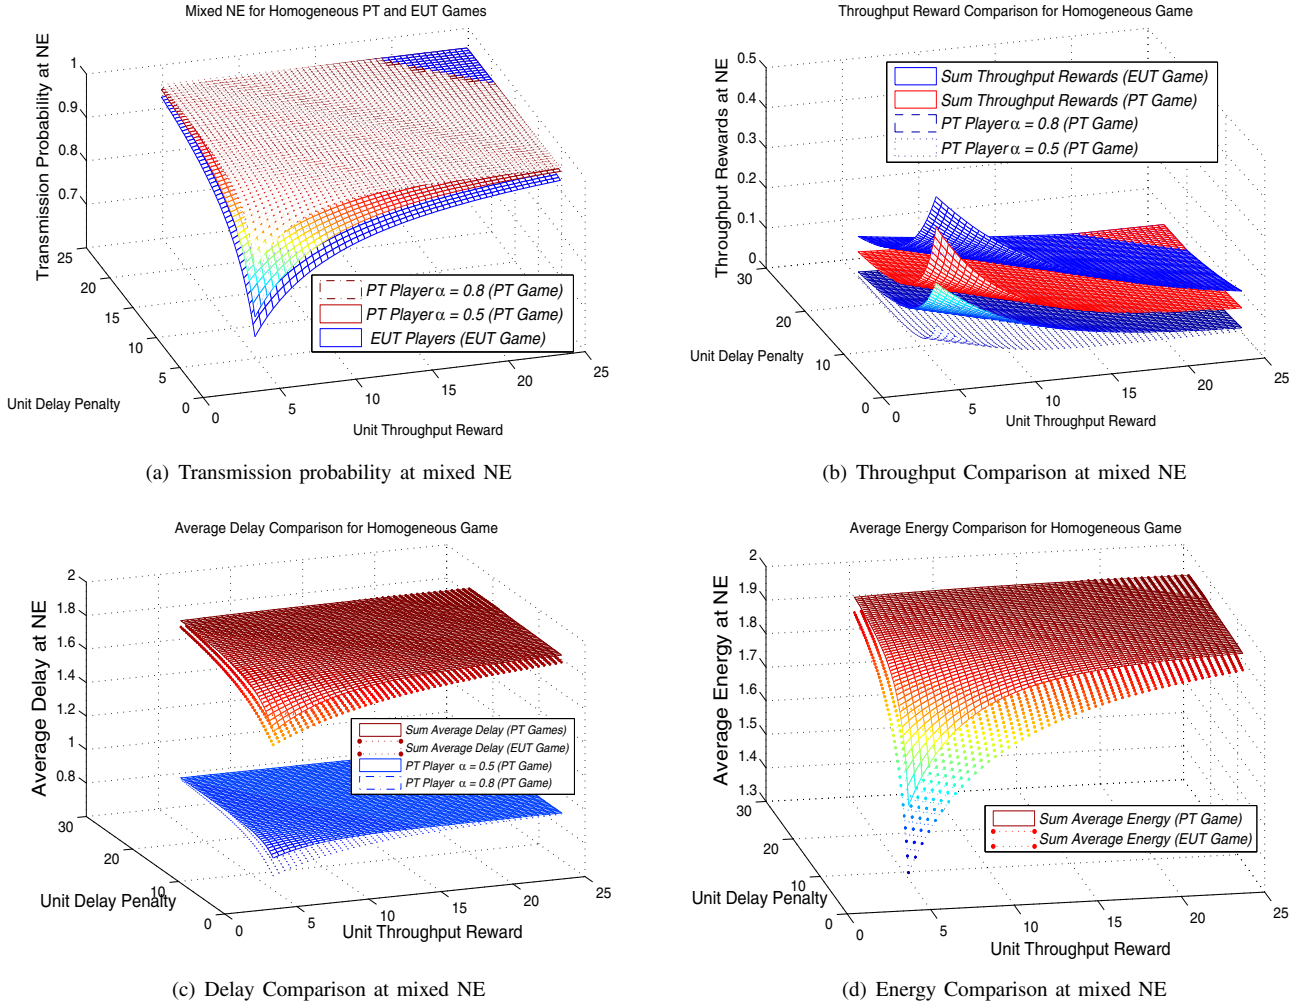 Mixed NE for Homogeneous PT and EUT Games
Transmission Probability at NE
1
0.9
0.8
0.7
25
20
15
10
5
0
Unit Delay Penalty
0
5
10
15
20
25
Unit Throughput Reward
PT Player α = 0.8 (PT Game)
PT Player α = 0.5 (PT Game)
EUT Players (EUT Game)
(a) Transmission probability at mixed NE
Throughput Reward Comparison for Homogeneous Game
Throughput Rewards at NE
0.5
0.4
0.3
0.2
0.1
0
30
20
10
0
Unit Delay Penalty
0
5
10
15
20
25
Unit Throughput Reward
Sum Throughput Rewards (EUT Game)
Sum Throughput Rewards (PT Game)
PT Player α = 0.8 (PT Game)
PT Player α = 0.5 (PT Game)
(b) Throughput Comparison at mixed NE
Average Delay Comparison for Homogeneous Game
Average Delay at NE
2
1.8
1.6
1.4
1.2
1
0.8
30
20
10
0
Unit Delay Penalty
0
5
10
15
20
25
Unit Throughput Reward
Sum Average Delay (PT Games)
Sum Average Delay (EUT Game)
PT Player α = 0.5 (PT Game)
PT Player α = 0.8 (PT Game)
(c) Delay Comparison at mixed NE
Average Energy Comparison for Homogeneous Game
Average Energy at NE
2
1.9
1.8
1.7
1.6
1.5
1.4
1.3
30
20
10
0
Unit Delay Penalty
0
5
10
15
20
25
Unit Throughput Reward
Sum Average Energy (PT Game)
Sum Average Energy (EUT Game)
(d) Energy Comparison at mixed NE